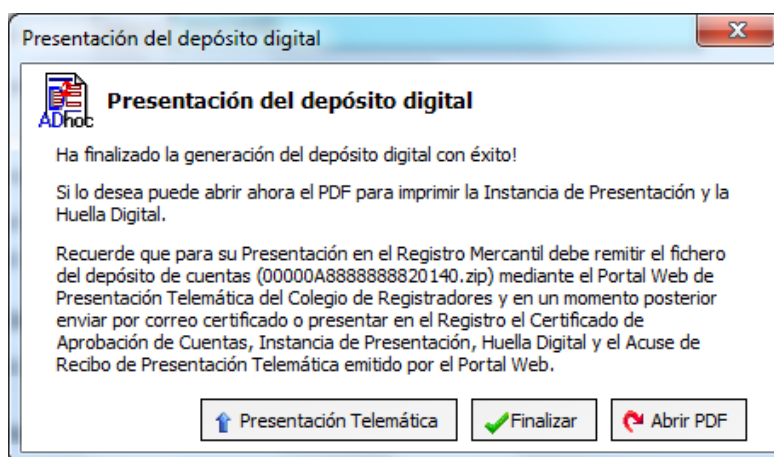 Presentación del depósito digital
ADhoc
Presentación del depósito digital
Ha finalizado la generación del depósito digital con éxito!
Si lo desea puede abrir ahora el PDF para imprimir la Instancia de Presentación y la
Huella Digital.
Recuerde que para su Presentación en el Registro Mercantil debe remitir el fichero
del depósito de cuentas (00000A8888888820140.zip) mediante el Portal Web de
Presentación Telemática del Colegio de Registradores y en un momento posterior
enviar por correo certificado o presentar en el Registro el Certificado de
Aprobación de Cuentas, Instancia de Presentación, Huella Digital y el Acuse de
Recibo de Presentación Telemática emitido por el Portal Web.
Presentación Telemática Finalizar Abrir PDF